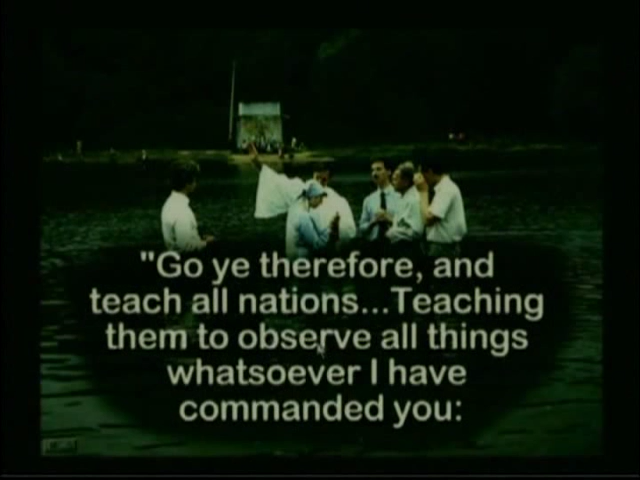 "Go ye therefore, and
teach all nations...Teaching
them to observe all things
whatsoever I have
commanded you: